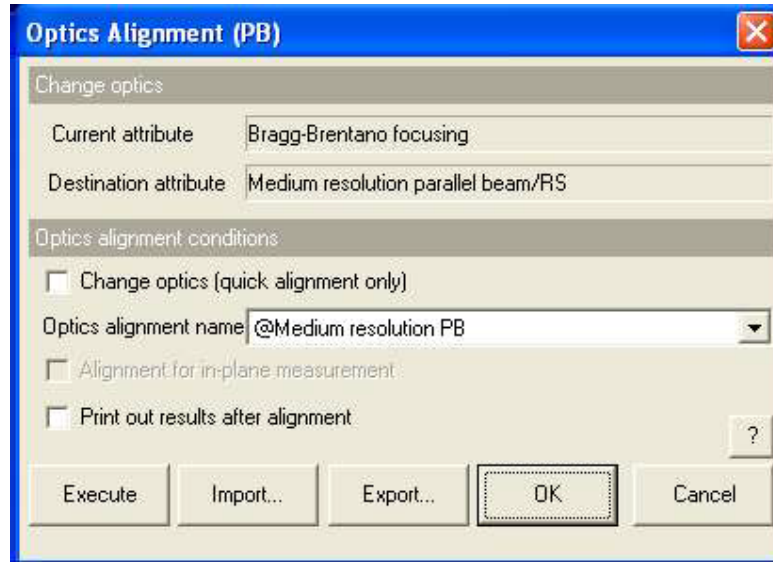 Optics Alignment (PB)
Change optics
Current attribute Bragg-Brentano focusing
Destination attribute Medium resolution parallel beam/RS
Optics alignment conditions
Change optics (quick alignment only)
Optics alignment name @Medium resolution PB
Alignment for in-plane measurement
Print out results after alignment
?
Execute Import... Export... OK Cancel